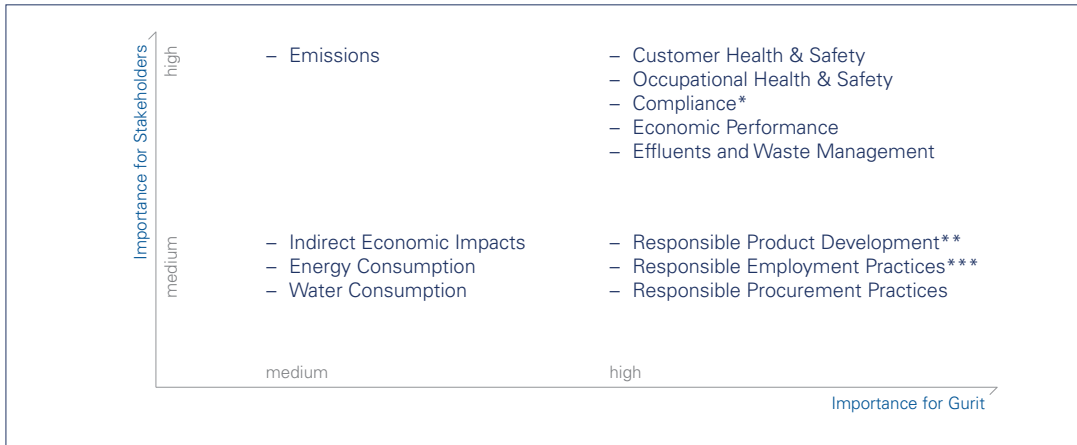 Importance for Stakeholders
high
– Emissions
– Customer Health & Safety
– Occupational Health & Safety
– Compliance*
– Economic Performance
– Effluents and Waste Management
medium
– Indirect Economic Impacts
– Energy Consumption
– Water Consumption
– Responsible Product Development**
– Responsible Employment Practices***
– Responsible Procurement Practices
medium
high
Importance for Gurit